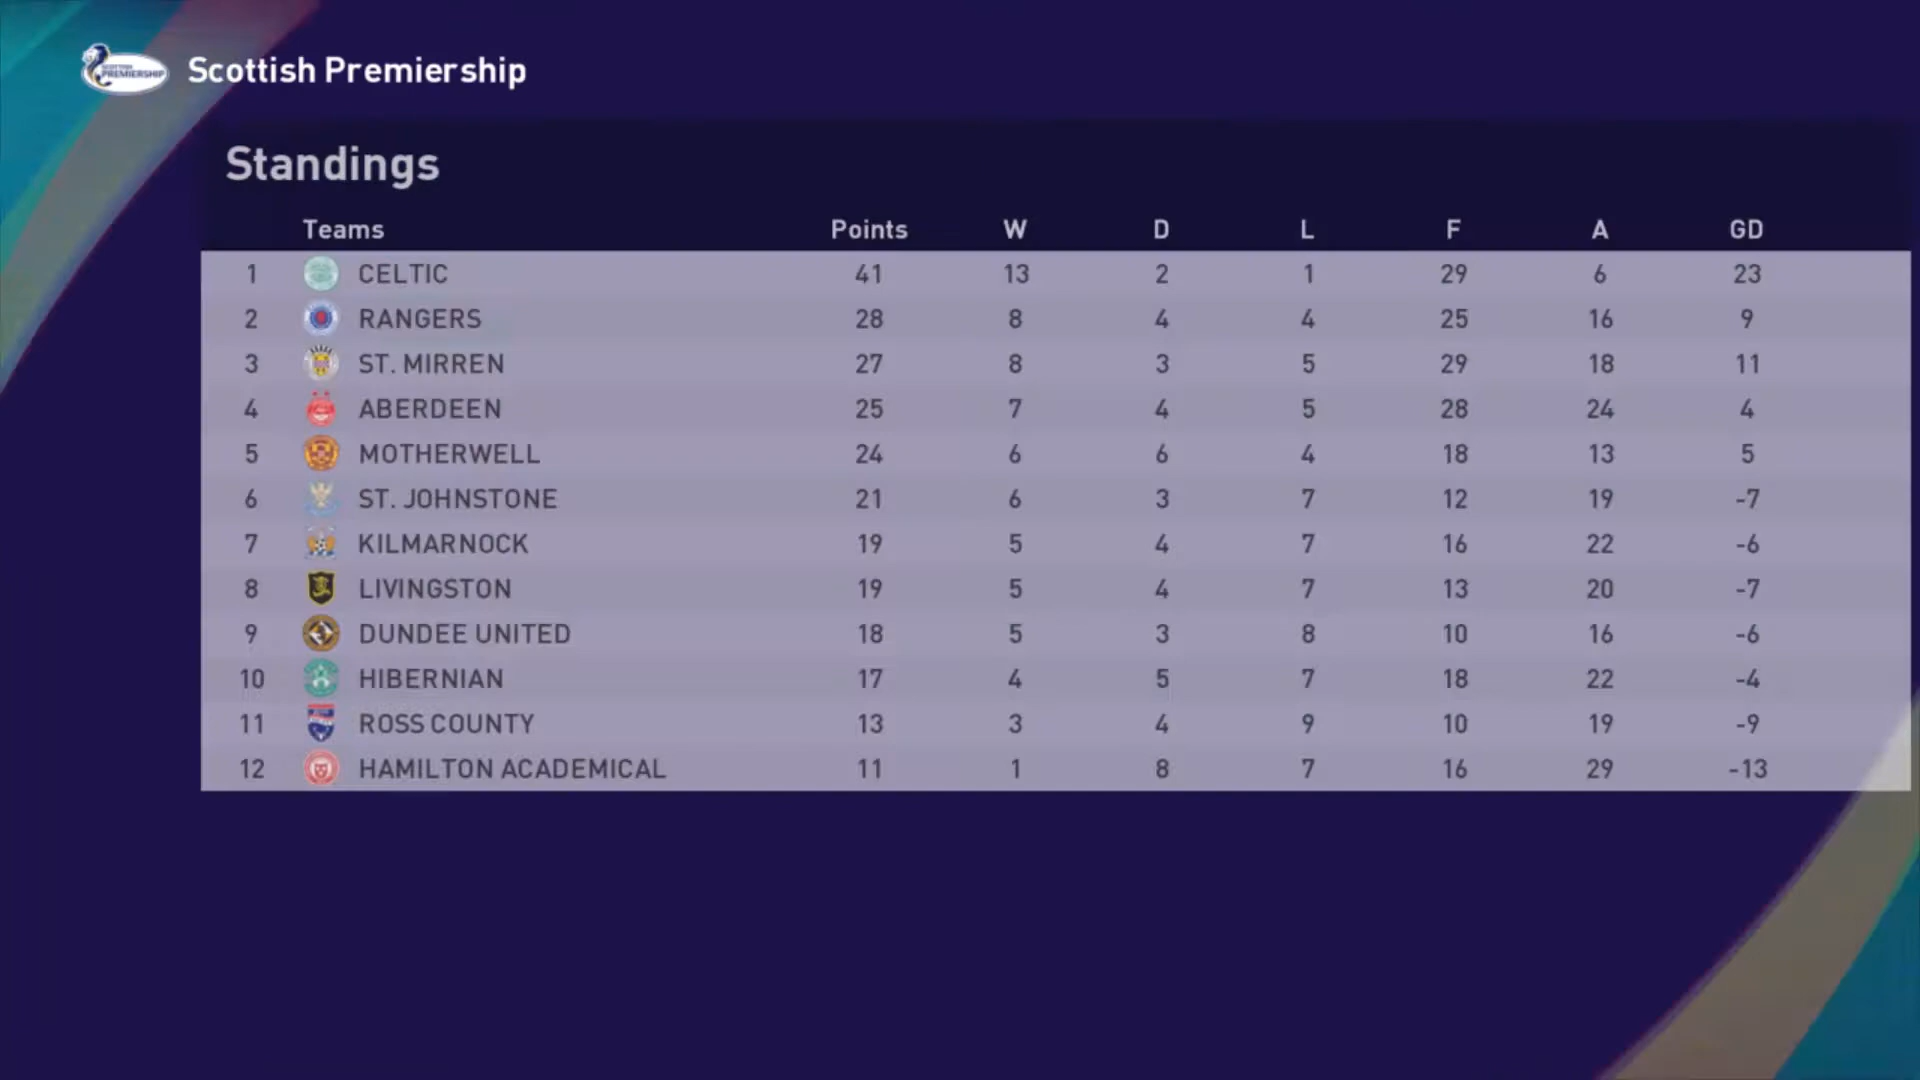 SCOTTISH PREMIERSHIP
Scottish Premiership
Standings
Teams Points W D L F A GD
1 CELTIC 41 13 2 1 29 6 23
2 RANGERS 28 8 4 4 25 16 9
3 ST. MIRREN 27 8 3 5 29 18 11
4 ABERDEEN 25 7 4 5 28 24 4
5 MOTHERWELL 24 6 6 4 18 13 5
6 ST. JOHNSTONE 21 6 3 7 12 19 -7
7 KILMARNOCK 19 5 4 7 16 22 -6
8 LIVINGSTON 19 5 4 7 13 20 -7
9 DUNDEE UNITED 18 5 3 8 10 16 -6
10 HIBERNIAN 17 4 5 7 18 22 -4
11 ROSS COUNTY 13 3 4 9 10 19 -9
12 HAMILTON ACADEMICAL 11 1 8 7 16 29 -13